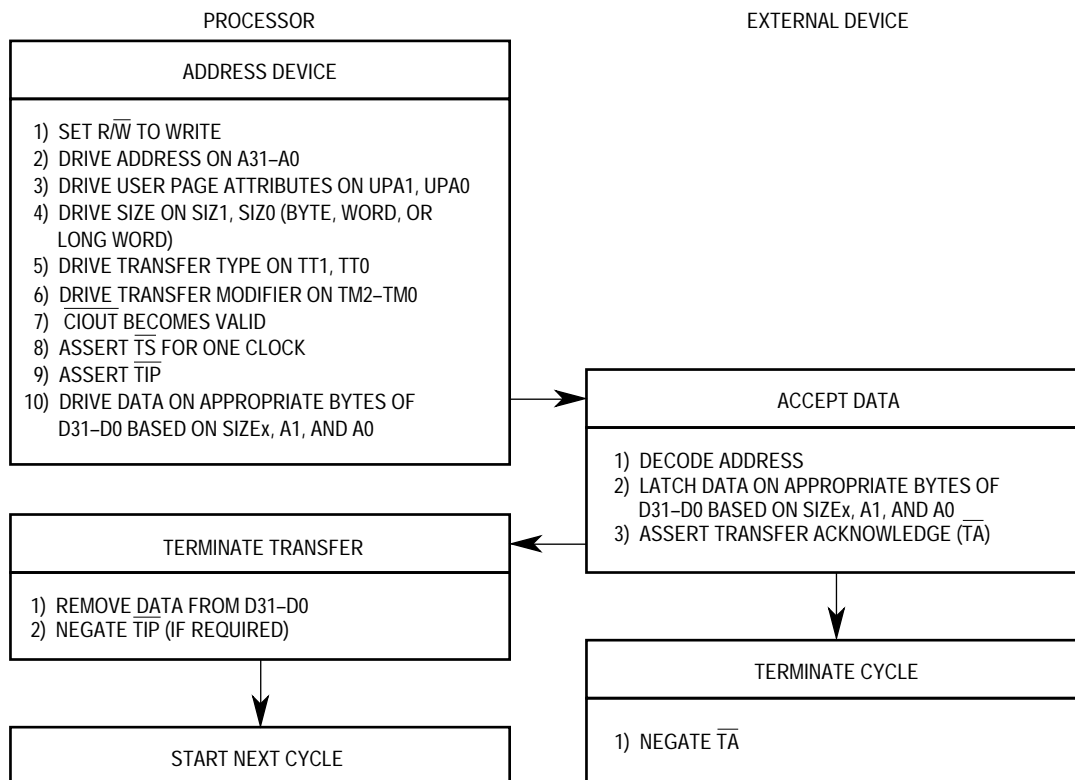 PROCESSOR
EXTERNAL DEVICE
ADDRESS DEVICE
1) SET R/W̅ TO WRITE
2) DRIVE ADDRESS ON A31–A0
3) DRIVE USER PAGE ATTRIBUTES ON UPA1, UPA0
4) DRIVE SIZE ON SIZ1, SIZ0 (BYTE, WORD, OR
LONG WORD)
5) DRIVE TRANSFER TYPE ON TT1, TT0
6) DRIVE TRANSFER MODIFIER ON TM2–TM0
7) C̅I̅O̅U̅T̅ BECOMES VALID
8) ASSERT T̅S̅ FOR ONE CLOCK
9) ASSERT T̅I̅P̅
10) DRIVE DATA ON APPROPRIATE BYTES OF
D31–D0 BASED ON SIZEx, A1, AND A0
ACCEPT DATA
1) DECODE ADDRESS
2) LATCH DATA ON APPROPRIATE BYTES OF
D31–D0 BASED ON SIZEx, A1, AND A0
3) ASSERT TRANSFER ACKNOWLEDGE (T̅A̅)
TERMINATE TRANSFER
1) REMOVE DATA FROM D31–D0
2) NEGATE T̅I̅P̅ (IF REQUIRED)
TERMINATE CYCLE
1) NEGATE T̅A̅
START NEXT CYCLE